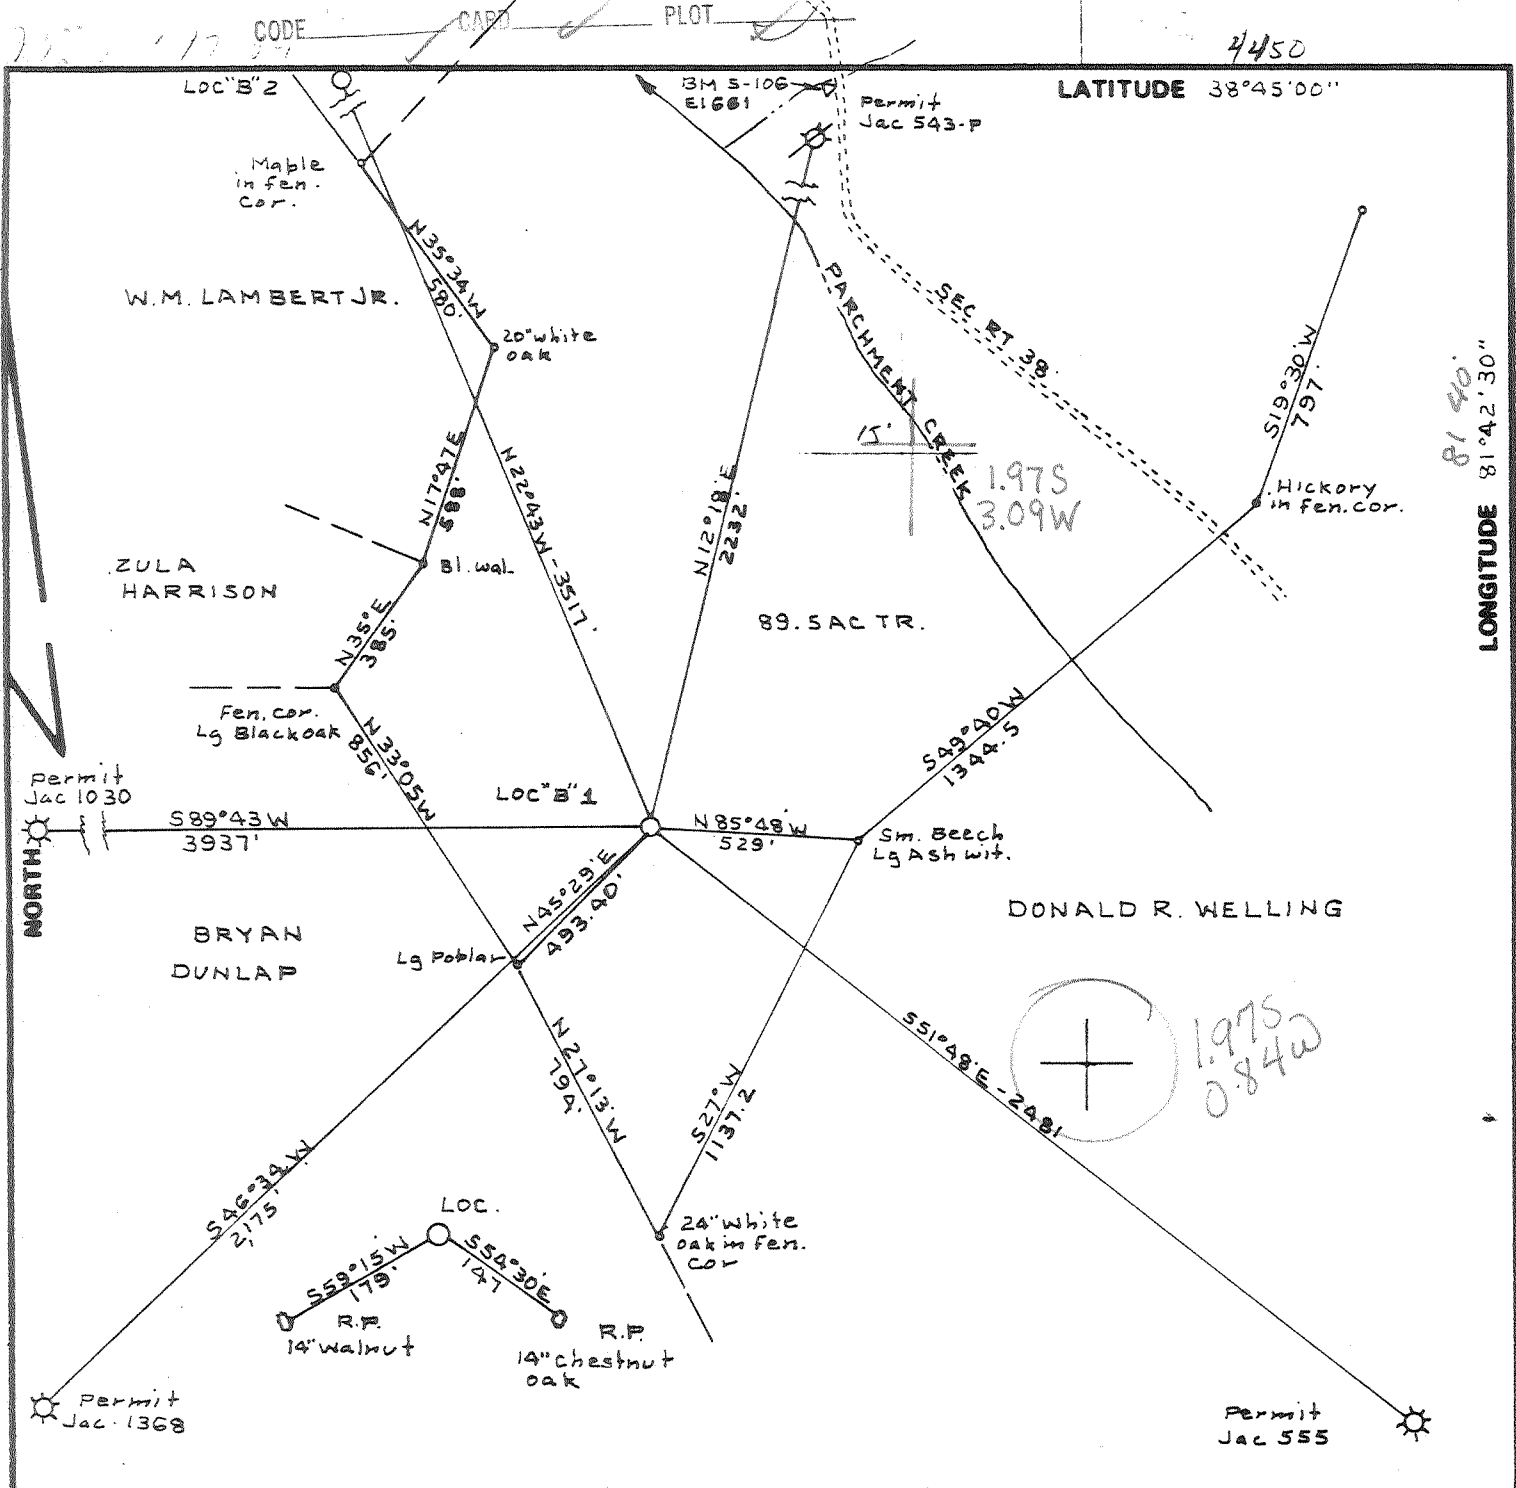 CODE CARD PLOT
4450
LOC "B" 2
BM S-106
El 661
Permit
Jac 543-P
LATITUDE 38°45'00"
Maple
in fen.
Cor.
N35°34'W
580'
W.M. LAMBERT JR.
20" white
oak
PARCHMENT CREEK
SEC RT 38
S19°30'W
797'
81 40'
LONGITUDE 81°42'30"
15'
1.97S
3.09W
N17°47'E
588'
N22°43'W-3517'
N12°18'E
2232'
Hickory
in fen. cor.
ZULA
HARRISON
Bl. wal.
N35°E
385'
89.5 AC TR.
Fen. Cor.
Lg Blackoak
N33°05'W
856'
S49°40'W
1344.5
Permit
Jac 1030
S89°43'W
3937'
LOC "B" 1
N85°48'W
529'
Sm. Beech
Lg Ash wit.
NORTH
N45°29'E
493.40'
BRYAN
DUNLAP
Lg Poblar
DONALD R. WELLING
1.97S
0.84W
S51°48'E-2481
N27°13'W
794'
S27°W
1137.2
S46°34'W
2,175'
LOC.
S59°15'W
179'
S54°30'E
147
24" White
oak in Fen.
Cor
R.P.
14" Walnut
R.P.
14" Chestnut
oak
Permit
Jac. 1368
Permit
Jac 555